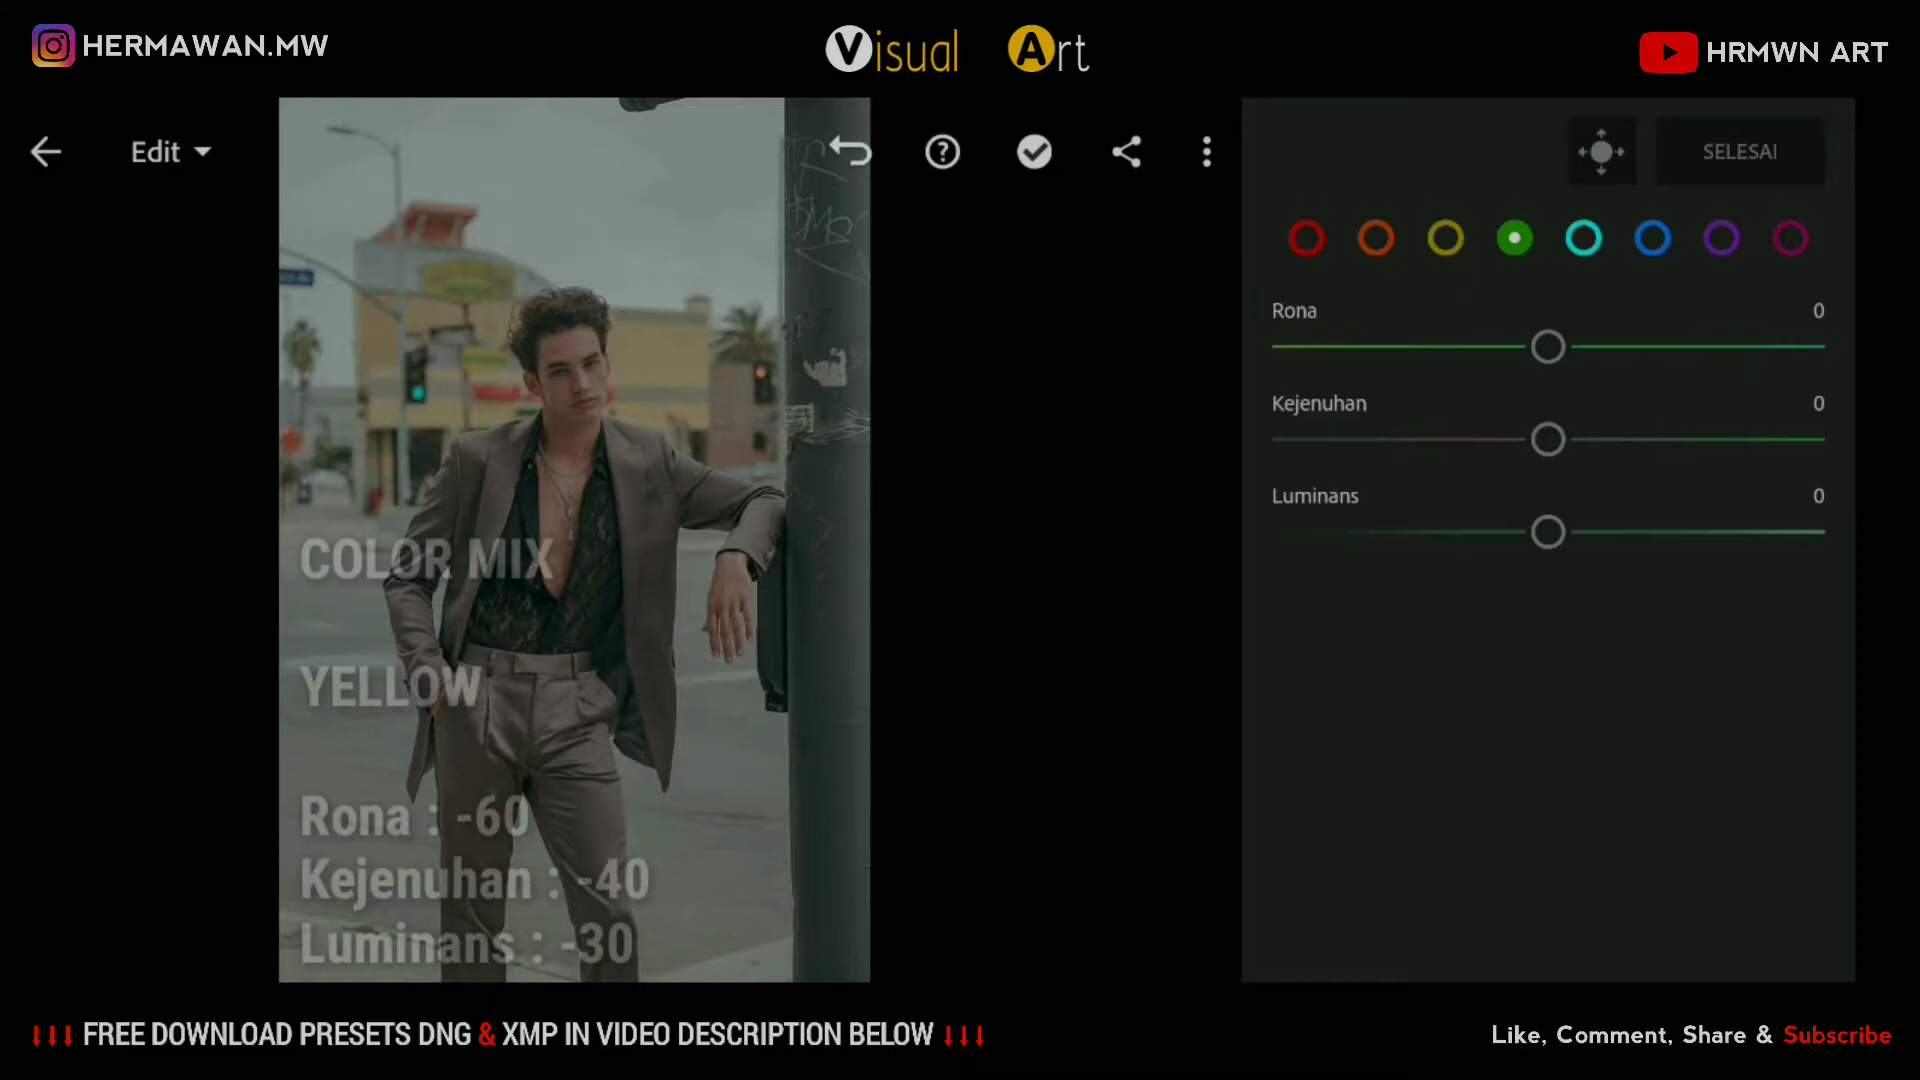 HERMAWAN.MW
Visual Art
HRMWN ART
Edit
SELESAI
Rona 0
Kejenuhan 0
Luminans 0
COLOR MIX
YELLOW
Rona : -60
Kejenuhan : -40
Luminans : -30
↓↓↓ FREE DOWNLOAD PRESETS DNG & XMP IN VIDEO DESCRIPTION BELOW ↓↓↓
Like, Comment, Share & Subscribe